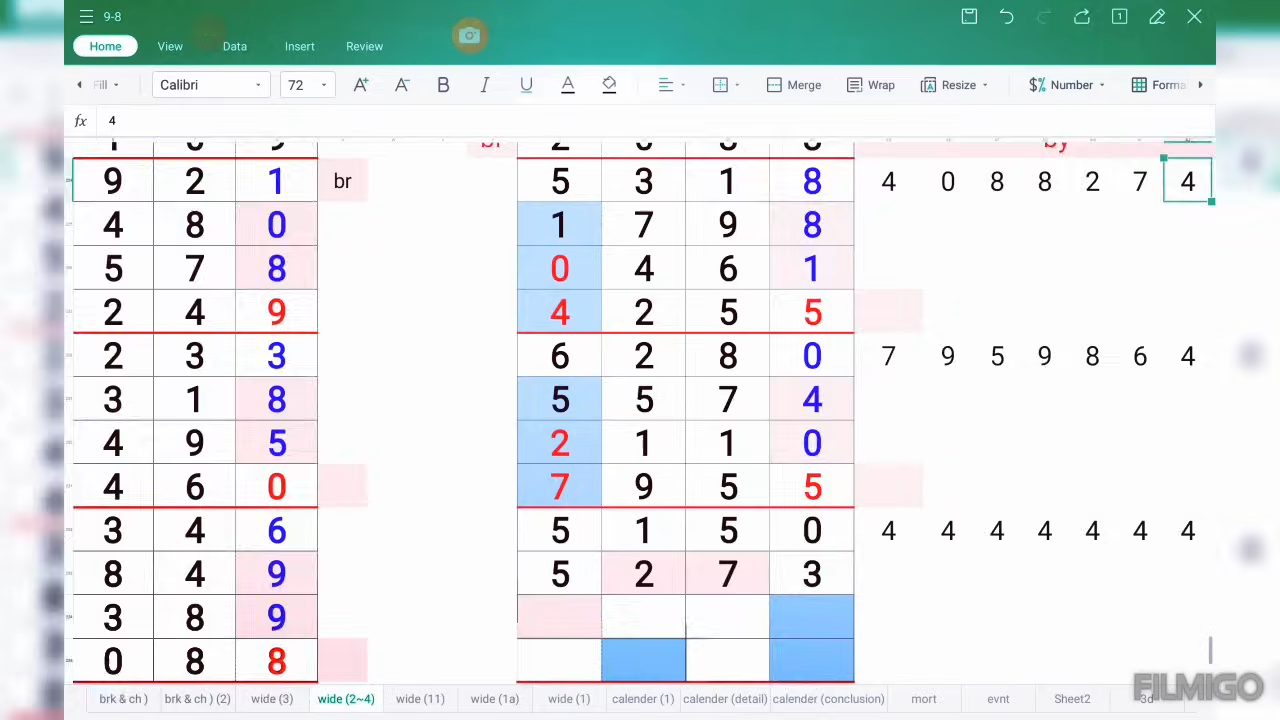 9-8
1
Home View Data Insert Review
Fill Calibri 72 A+ A- B I U A Merge Wrap Resize $% Number Forma
fx 4
by
9 2 1 br 5 3 1 8 4 0 8 8 2 7 4
4 8 0 1 7 9 8
5 7 8 0 4 6 1
2 4 9 4 2 5 5
2 3 3 6 2 8 0 7 9 5 9 8 6 4
3 1 8 5 5 7 4
4 9 5 2 1 1 0
4 6 0 7 9 5 5
3 4 6 5 1 5 0 4 4 4 4 4 4 4
8 4 9 5 2 7 3
3 8 9
0 8 8
brk & ch ) brk & ch ) (2) wide (3) wide (2~4) wide (11) wide (1a) wide (1) calender (1) calender (detail) calender (conclusion) mort evnt Sheet2 3d
FILMIGO